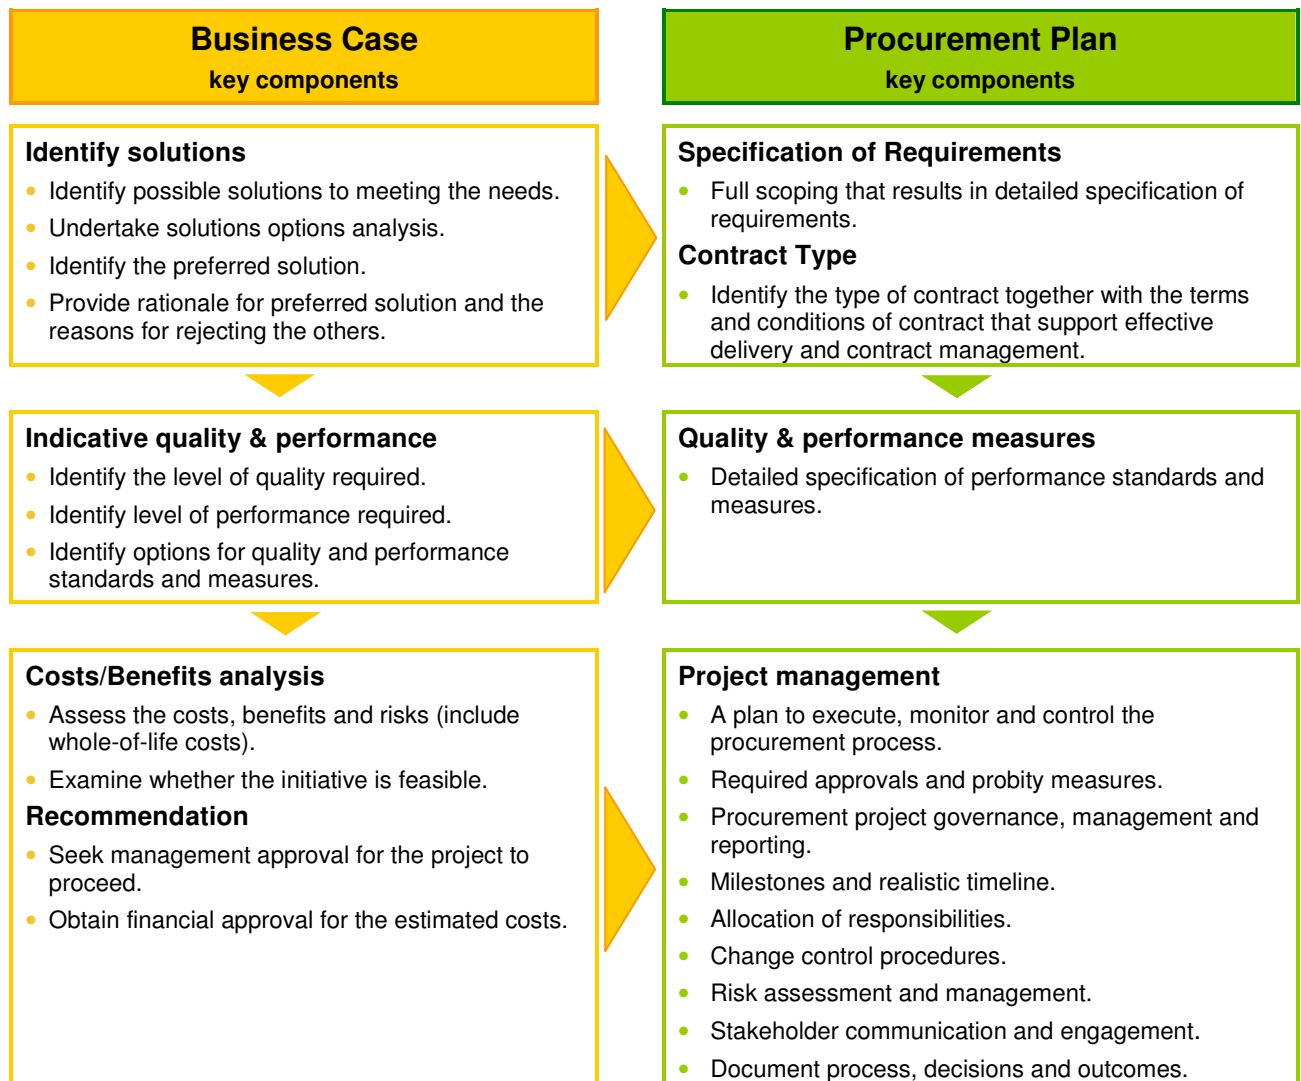 Business Case
key components
Identify solutions
• Identify possible solutions to meeting the needs.
• Undertake solutions options analysis.
• Identify the preferred solution.
• Provide rationale for preferred solution and the
reasons for rejecting the others.
Indicative quality & performance
• Identify the level of quality required.
• Identify level of performance required.
• Identify options for quality and performance
standards and measures.
Costs/Benefits analysis
• Assess the costs, benefits and risks (include
whole-of-life costs).
• Examine whether the initiative is feasible.
Recommendation
• Seek management approval for the project to
proceed.
• Obtain financial approval for the estimated costs.
Procurement Plan
key components
Specification of Requirements
• Full scoping that results in detailed specification of
requirements.
Contract Type
• Identify the type of contract together with the terms
and conditions of contract that support effective
delivery and contract management.
Quality & performance measures
• Detailed specification of performance standards and
measures.
Project management
• A plan to execute, monitor and control the
procurement process.
• Required approvals and probity measures.
• Procurement project governance, management and
reporting.
• Milestones and realistic timeline.
• Allocation of responsibilities.
• Change control procedures.
• Risk assessment and management.
• Stakeholder communication and engagement.
• Document process, decisions and outcomes.